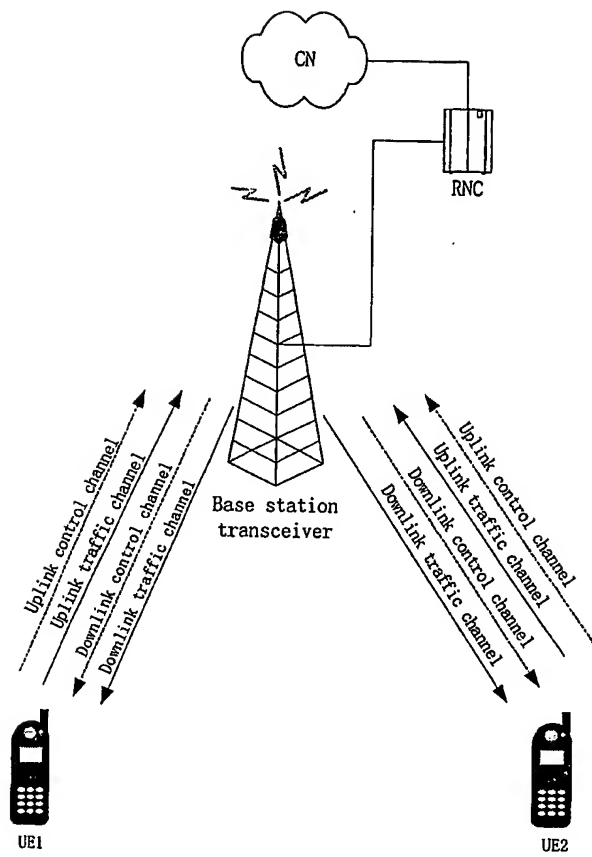 CN
RNC
Base station
transceiver
Uplink control channel
Uplink traffic channel
Downlink control channel
Downlink traffic channel
Uplink control channel
Uplink traffic channel
Downlink control channel
Downlink traffic channel
UE1
UE2